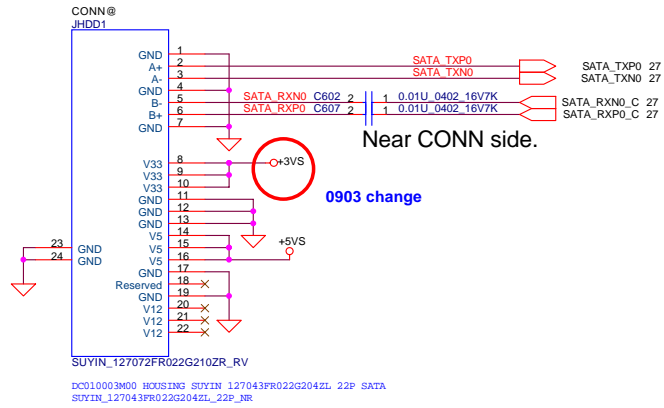 CONN@
JHDD1
GND 1
A+ 2 SATA_TXP0 SATA_TXP0 27
A- 3 SATA_TXN0 SATA_TXN0 27
GND 4
B- 5 SATA_RXN0 C602 2 1 0.01U_0402_16V7K SATA_RXN0_C 27
B+ 6 SATA_RXP0 C607 2 1 0.01U_0402_16V7K SATA_RXP0_C 27
GND 7
Near CONN side.
V33 8 +3VS
V33 9
V33 10
GND 11 0903 change
GND 12
GND 13
V5 14
V5 15 +5VS
23 GND V5 16
24 GND
GND 17
Reserved 18
GND 19
V12 20
V12 21
V12 22
SUYIN_127072FR022G210ZR_RV
DC010003M00 HOUSING SUYIN 127043FR022G204ZL 22P SATA
SUYIN_127043FR022G204ZL_22P_NR